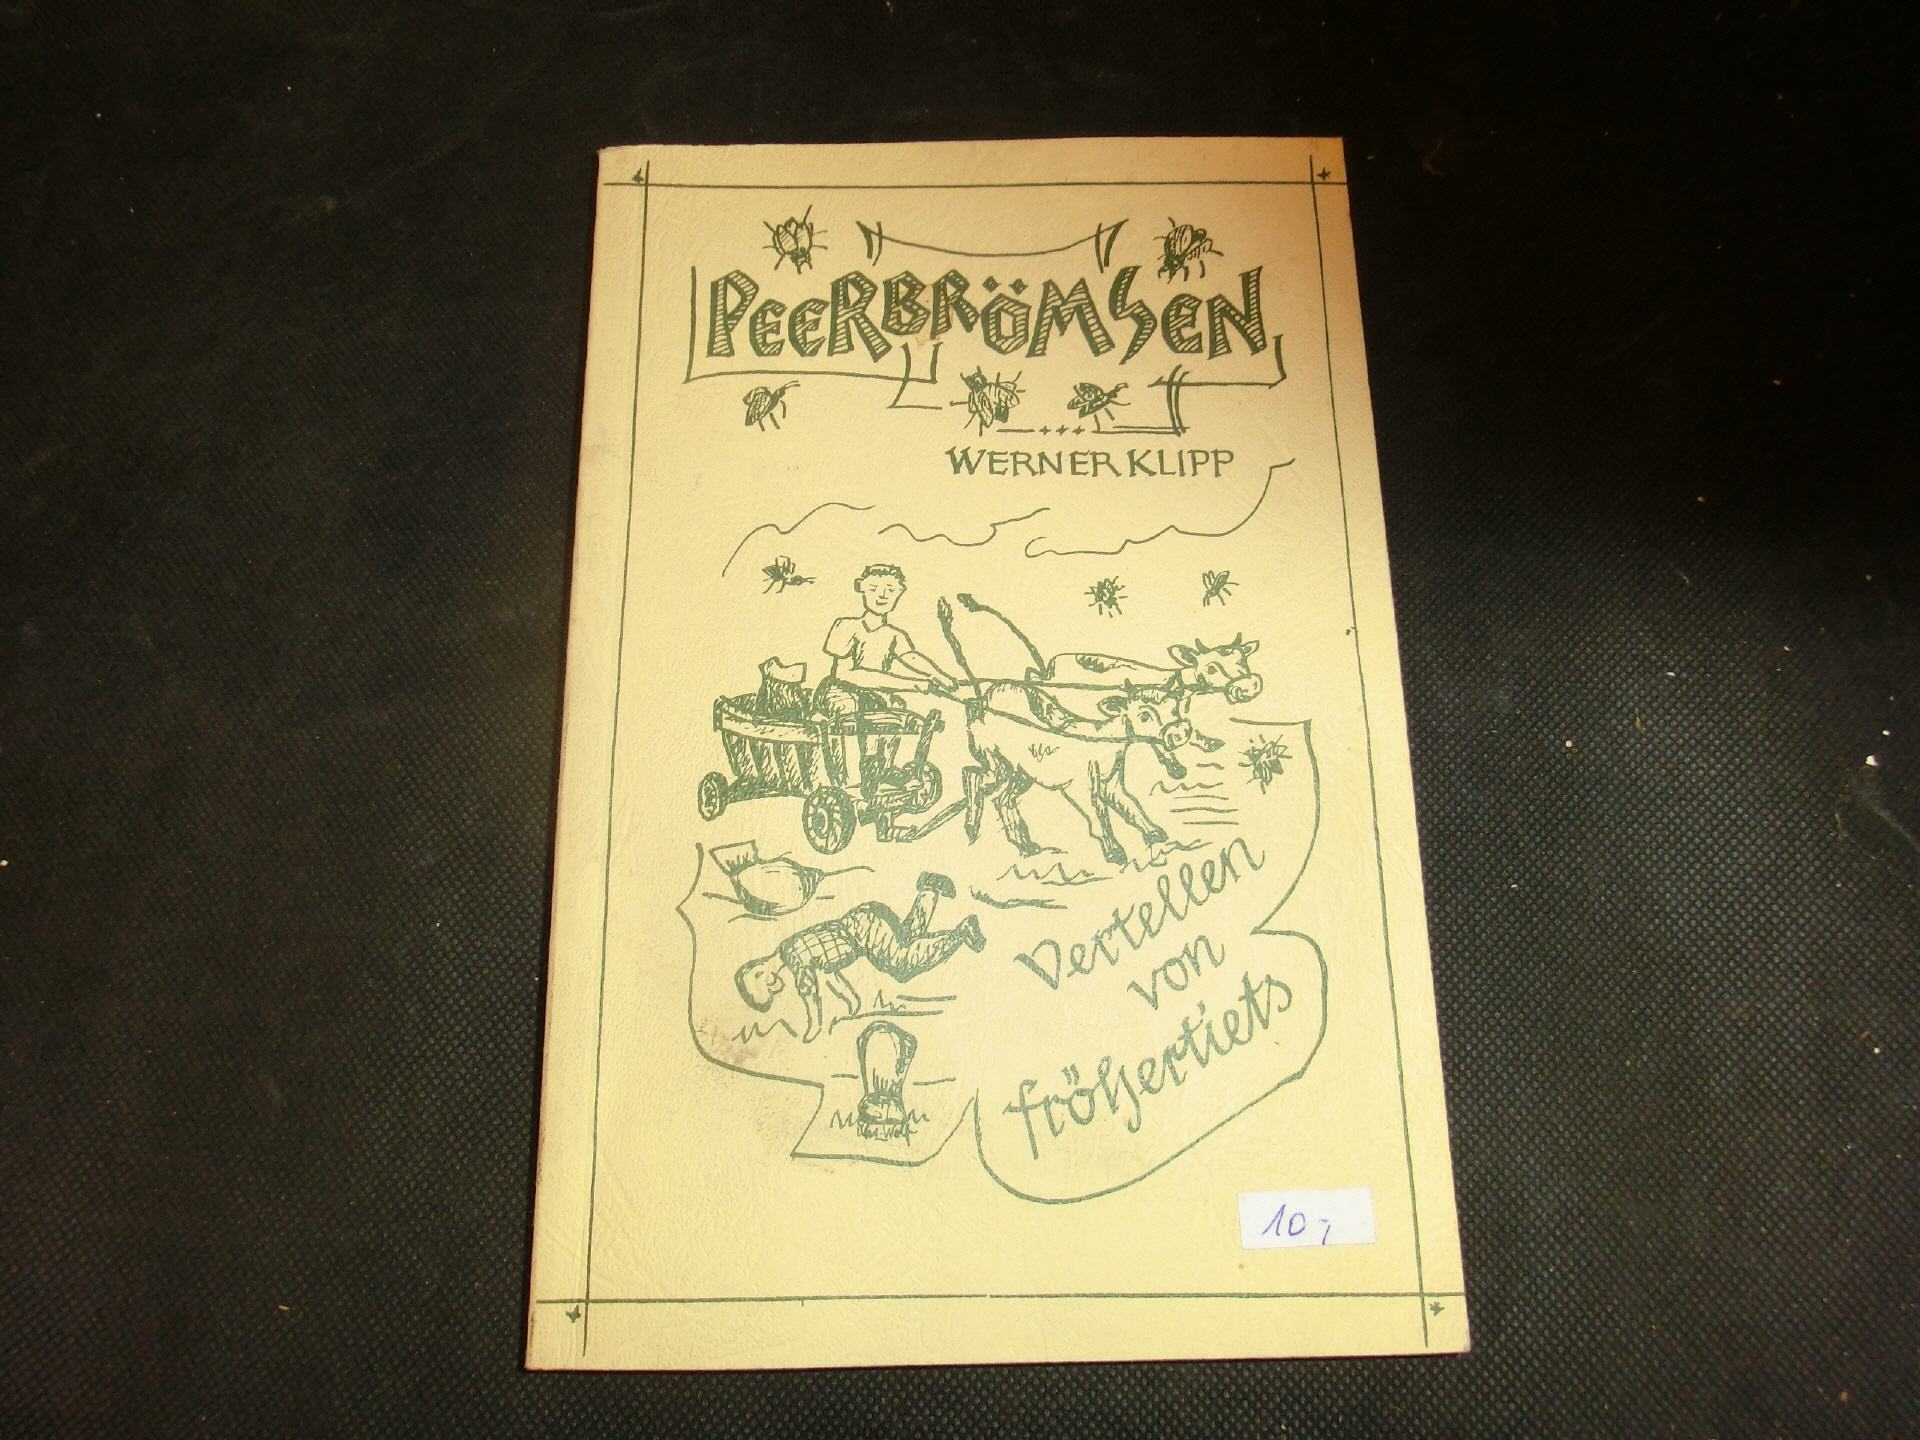 PEERBRÖMSEN
WERNER KLIPP
Vertellen
von
fröhertiets
10,-